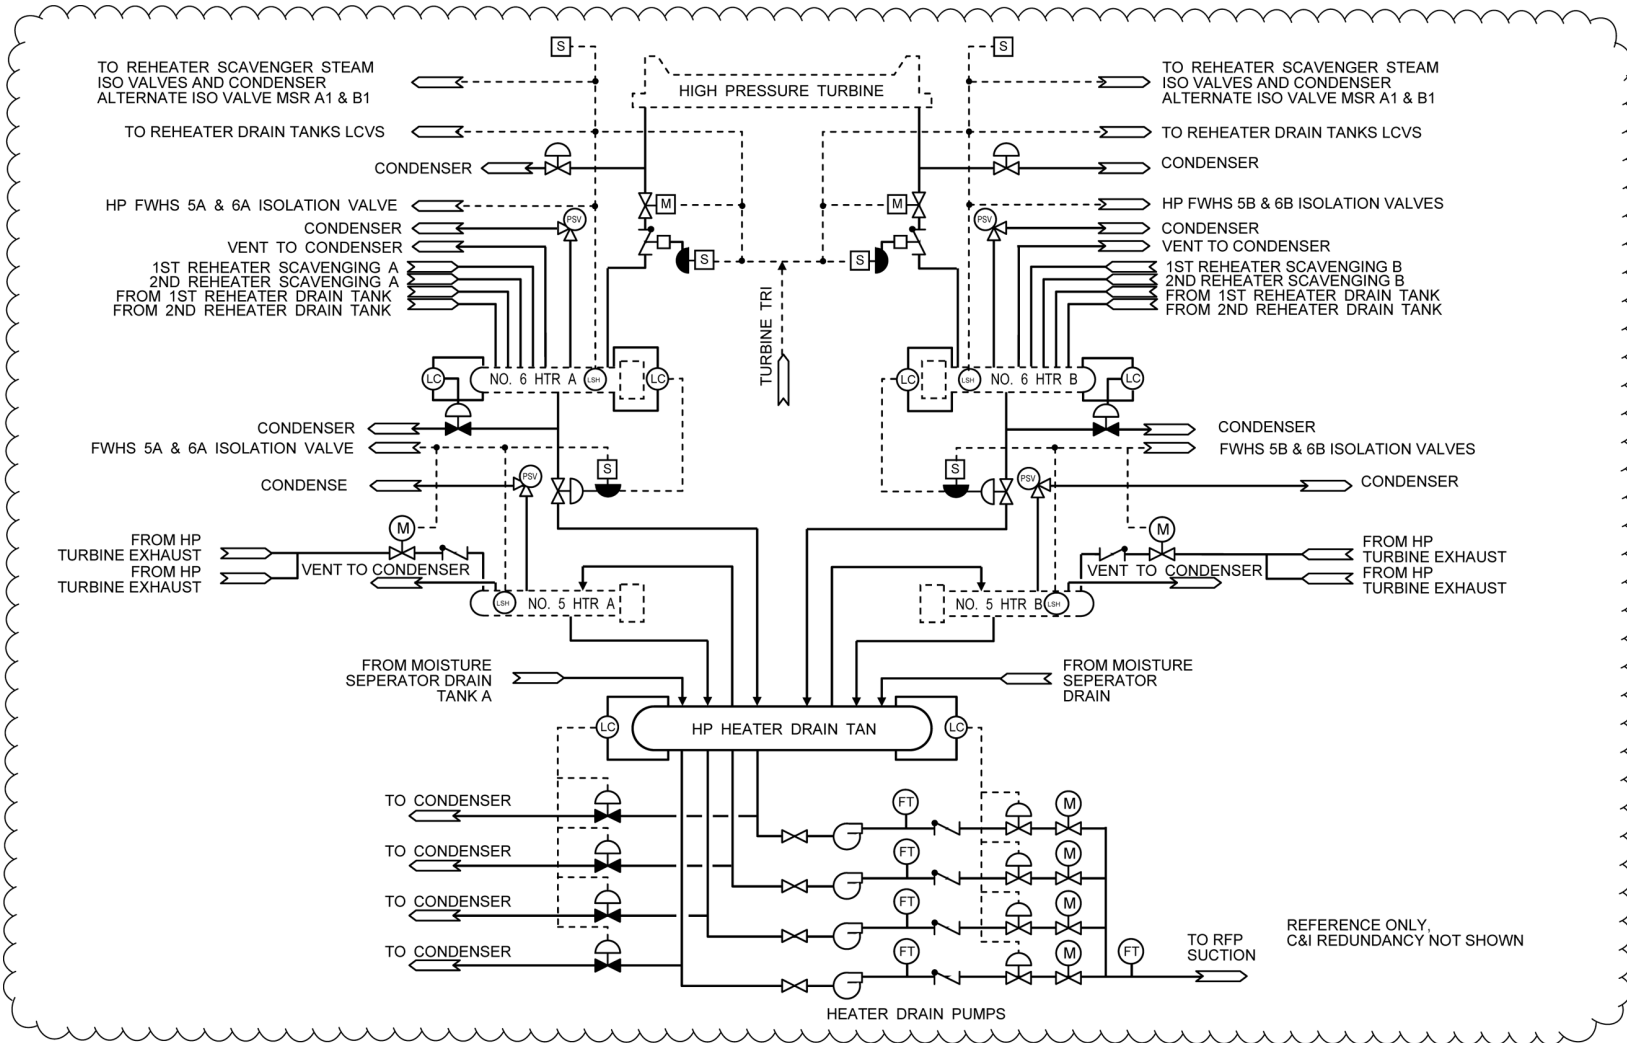 S
S
TO REHEATER SCAVENGER STEAM
ISO VALVES AND CONDENSER
ALTERNATE ISO VALVE MSR A1 & B1
HIGH PRESSURE TURBINE
TO REHEATER SCAVENGER STEAM
ISO VALVES AND CONDENSER
ALTERNATE ISO VALVE MSR A1 & B1
TO REHEATER DRAIN TANKS LCVS
TO REHEATER DRAIN TANKS LCVS
CONDENSER
CONDENSER
HP FWHS 5A & 6A ISOLATION VALVE
M
M
HP FWHS 5B & 6B ISOLATION VALVES
CONDENSER
PSV
PSV
CONDENSER
VENT TO CONDENSER
VENT TO CONDENSER
S
S
1ST REHEATER SCAVENGING A
2ND REHEATER SCAVENGING A
FROM 1ST REHEATER DRAIN TANK
FROM 2ND REHEATER DRAIN TANK
1ST REHEATER SCAVENGING B
2ND REHEATER SCAVENGING B
FROM 1ST REHEATER DRAIN TANK
FROM 2ND REHEATER DRAIN TANK
TURBINE TRI
LC
NO. 6 HTR A
LSH
LC
LC
LSH
NO. 6 HTR B
LC
CONDENSER
CONDENSER
FWHS 5A & 6A ISOLATION VALVE
FWHS 5B & 6B ISOLATION VALVES
S
S
CONDENSE
PSV
PSV
CONDENSER
M
M
FROM HP
TURBINE EXHAUST
FROM HP
TURBINE EXHAUST
VENT TO CONDENSER
VENT TO CONDENSER
FROM HP
TURBINE EXHAUST
FROM HP
TURBINE EXHAUST
LSH
NO. 5 HTR A
NO. 5 HTR B
LSH
FROM MOISTURE
SEPERATOR DRAIN
TANK A
FROM MOISTURE
SEPERATOR
DRAIN
LC
HP HEATER DRAIN TAN
LC
TO CONDENSER
FT
M
TO CONDENSER
FT
M
TO CONDENSER
FT
M
TO CONDENSER
FT
M
FT
TO RFP
SUCTION
REFERENCE ONLY,
C&I REDUNDANCY NOT SHOWN
HEATER DRAIN PUMPS